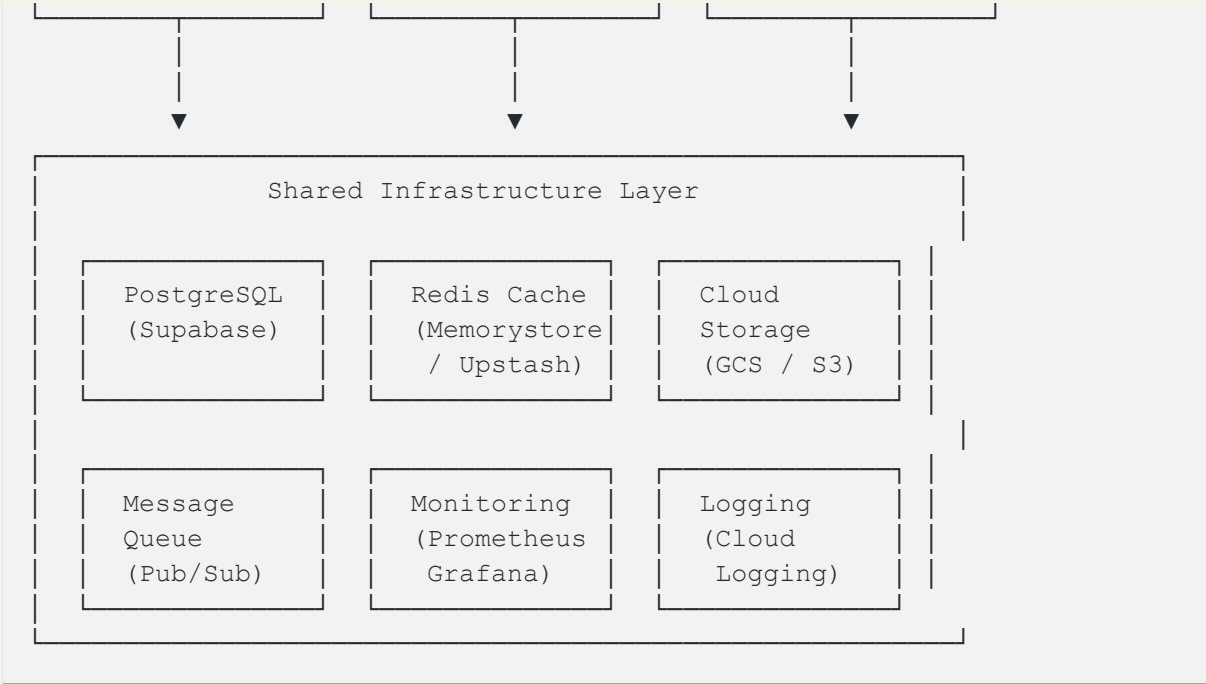 Shared Infrastructure Layer
PostgreSQL Redis Cache Cloud
(Supabase) (Memorystore Storage
/ Upstash) (GCS / S3)
Message Monitoring Logging
Queue (Prometheus (Cloud
(Pub/Sub) Grafana) Logging)